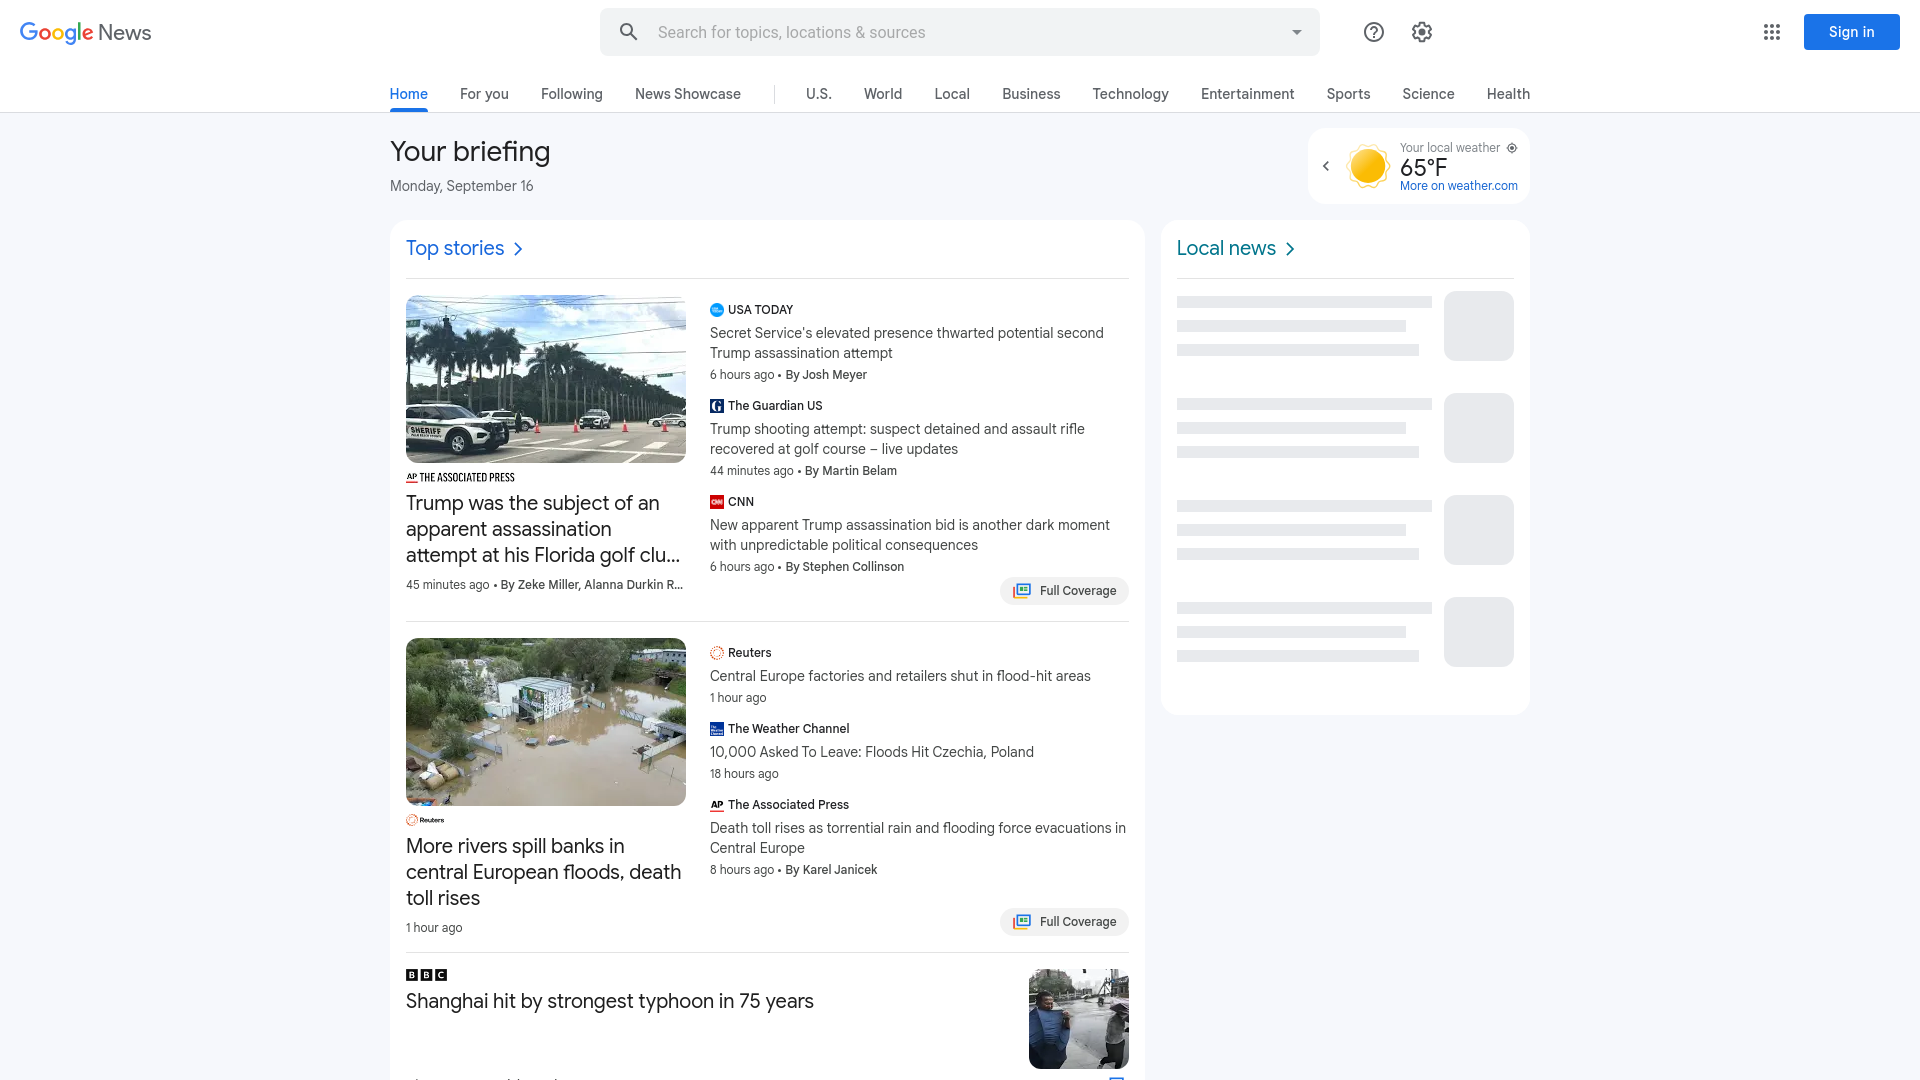 Google News
Search for topics, locations & sources
Sign in
Home
For you
Following
News Showcase
U.S.
World
Local
Business
Technology
Entertainment
Sports
Science
Health
Your briefing
Monday, September 16
Your local weather
65°F
More on weather.com
Top stories
SHERIFF
AP THE ASSOCIATED PRESS
Trump was the subject of an
apparent assassination
attempt at his Florida golf clu...
45 minutes ago • By Zeke Miller, Alanna Durkin R...
USA TODAY
Secret Service's elevated presence thwarted potential second
Trump assassination attempt
6 hours ago • By Josh Meyer
The Guardian US
Trump shooting attempt: suspect detained and assault rifle
recovered at golf course – live updates
44 minutes ago • By Martin Belam
CNN
CNN
New apparent Trump assassination bid is another dark moment
with unpredictable political consequences
6 hours ago • By Stephen Collinson
Full Coverage
Reuters
More rivers spill banks in
central European floods, death
toll rises
1 hour ago
Reuters
Central Europe factories and retailers shut in flood-hit areas
1 hour ago
The Weather Channel
10,000 Asked To Leave: Floods Hit Czechia, Poland
18 hours ago
AP The Associated Press
Death toll rises as torrential rain and flooding force evacuations in
Central Europe
8 hours ago • By Karel Janicek
Full Coverage
BBC
Shanghai hit by strongest typhoon in 75 years
Local news